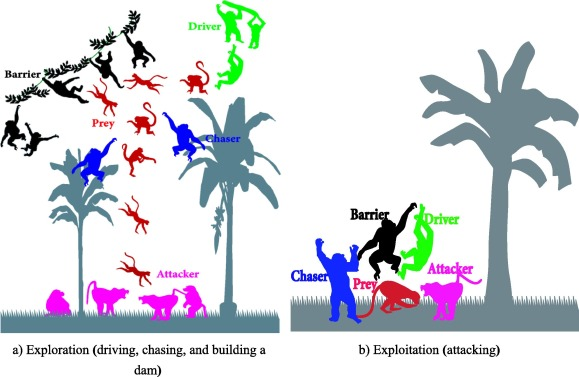 Driver
Barrier
Prey
Chaser
Attacker
Barrier
Driver
Chaser
Prey
Attacker
a) Exploration (driving, chasing, and building a
dam)
b) Exploitation (attacking)